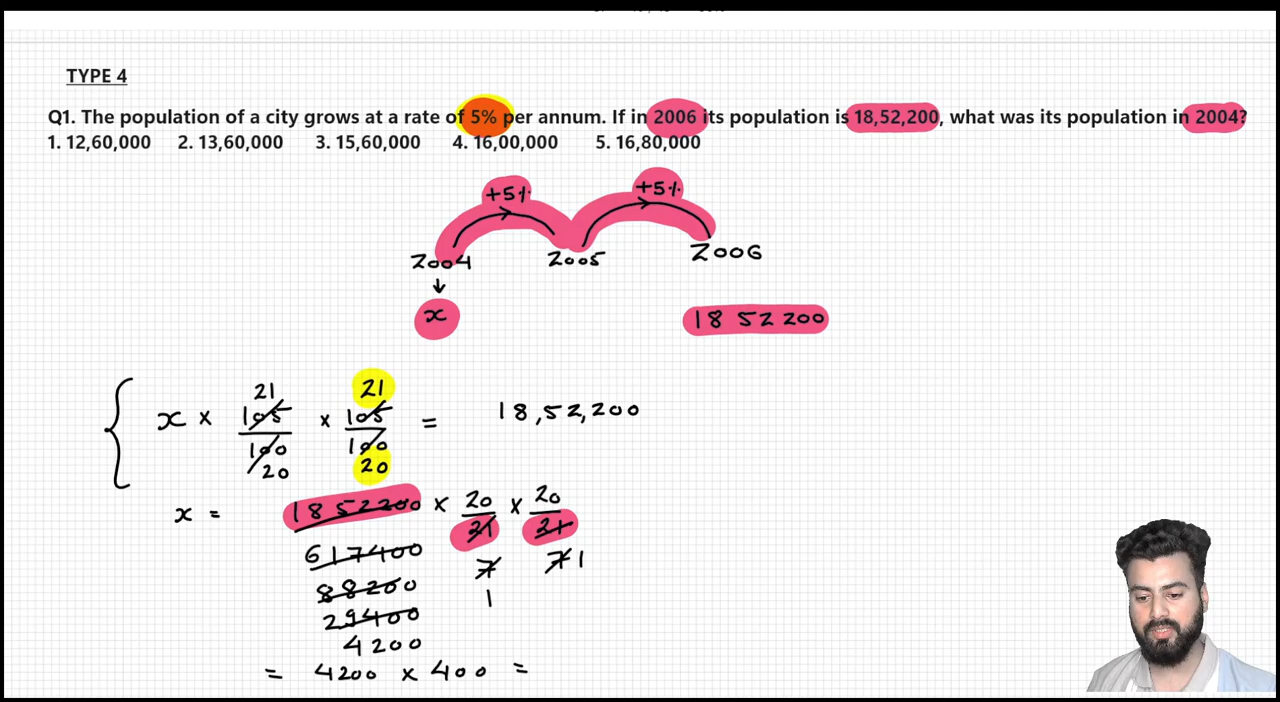 TYPE 4
Q1. The population of a city grows at a rate of 5% per annum. If in 2006 its population is 18,52,200, what was its population in 2004?
1. 12,60,000 2. 13,60,000 3. 15,60,000 4. 16,00,000 5. 16,80,000
+5% +5%
2004 2005 2006
↓
x 1852200
21 21
x × 105 × 105 = 18,52,200
100 100
20 20
x = 1852200 × 20 × 20
21 21
617400 7 7 1
88200 1
29400
4200
= 4200 × 400 =